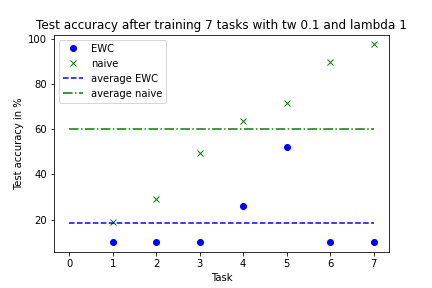 Test accuracy after training 7 tasks with tw 0.1 and lambda 1
EWC
naive
average EWC
average naive
Test accuracy in %
100
80
60
40
20
0 1 2 3 4 5 6 7
Task